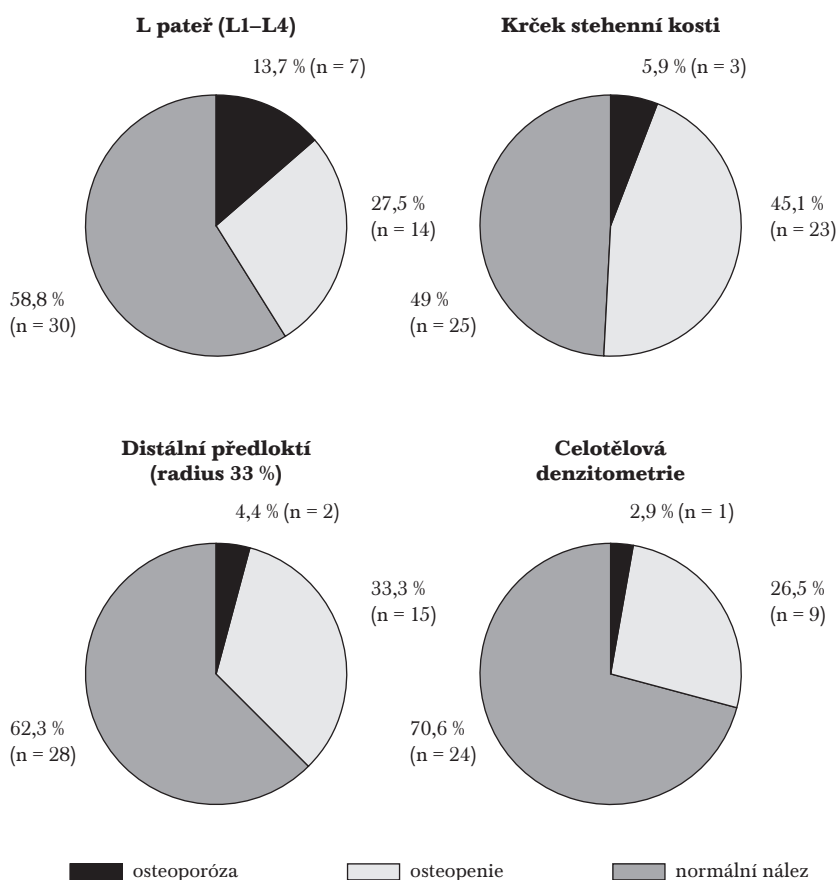 L pateř (L1–L4)
13,7 % (n = 7)
27,5 %
(n = 14)
58,8 %
(n = 30)
Krček stehenní kosti
5,9 % (n = 3)
45,1 %
(n = 23)
49 %
(n = 25)
Distální předloktí
(radius 33 %)
4,4 % (n = 2)
33,3 %
(n = 15)
62,3 %
(n = 28)
Celotělová
denzitometrie
2,9 % (n = 1)
26,5 %
(n = 9)
70,6 %
(n = 24)
osteoporóza
osteopenie
normální nález